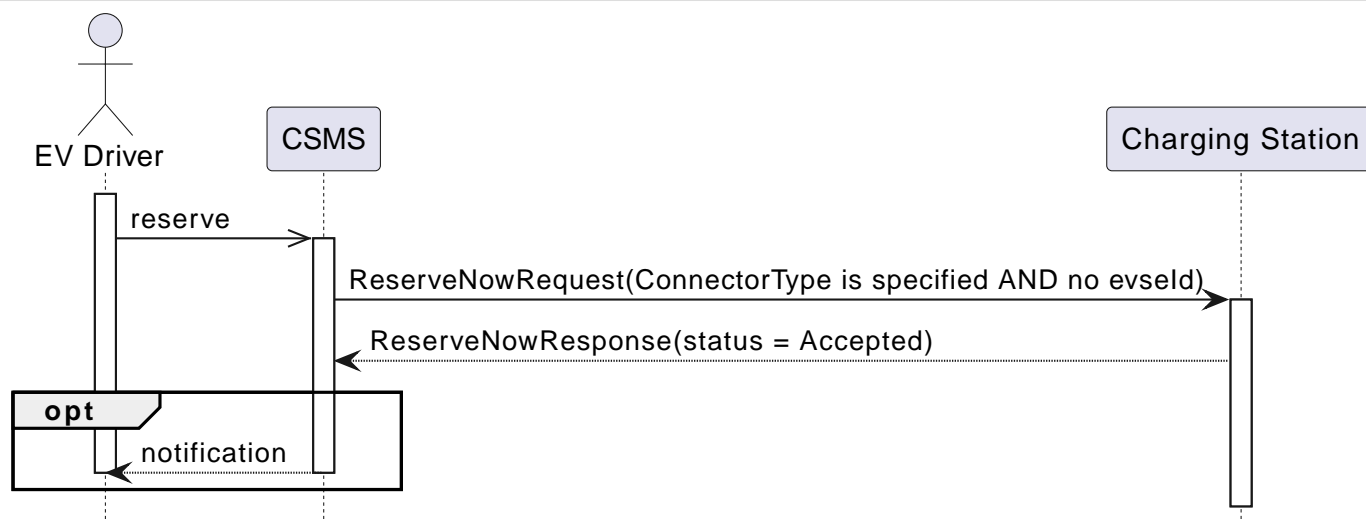 EV Driver
CSMS
Charging Station
reserve
ReserveNowRequest(ConnectorType is specified AND no evseId)
ReserveNowResponse(status = Accepted)
opt
notification